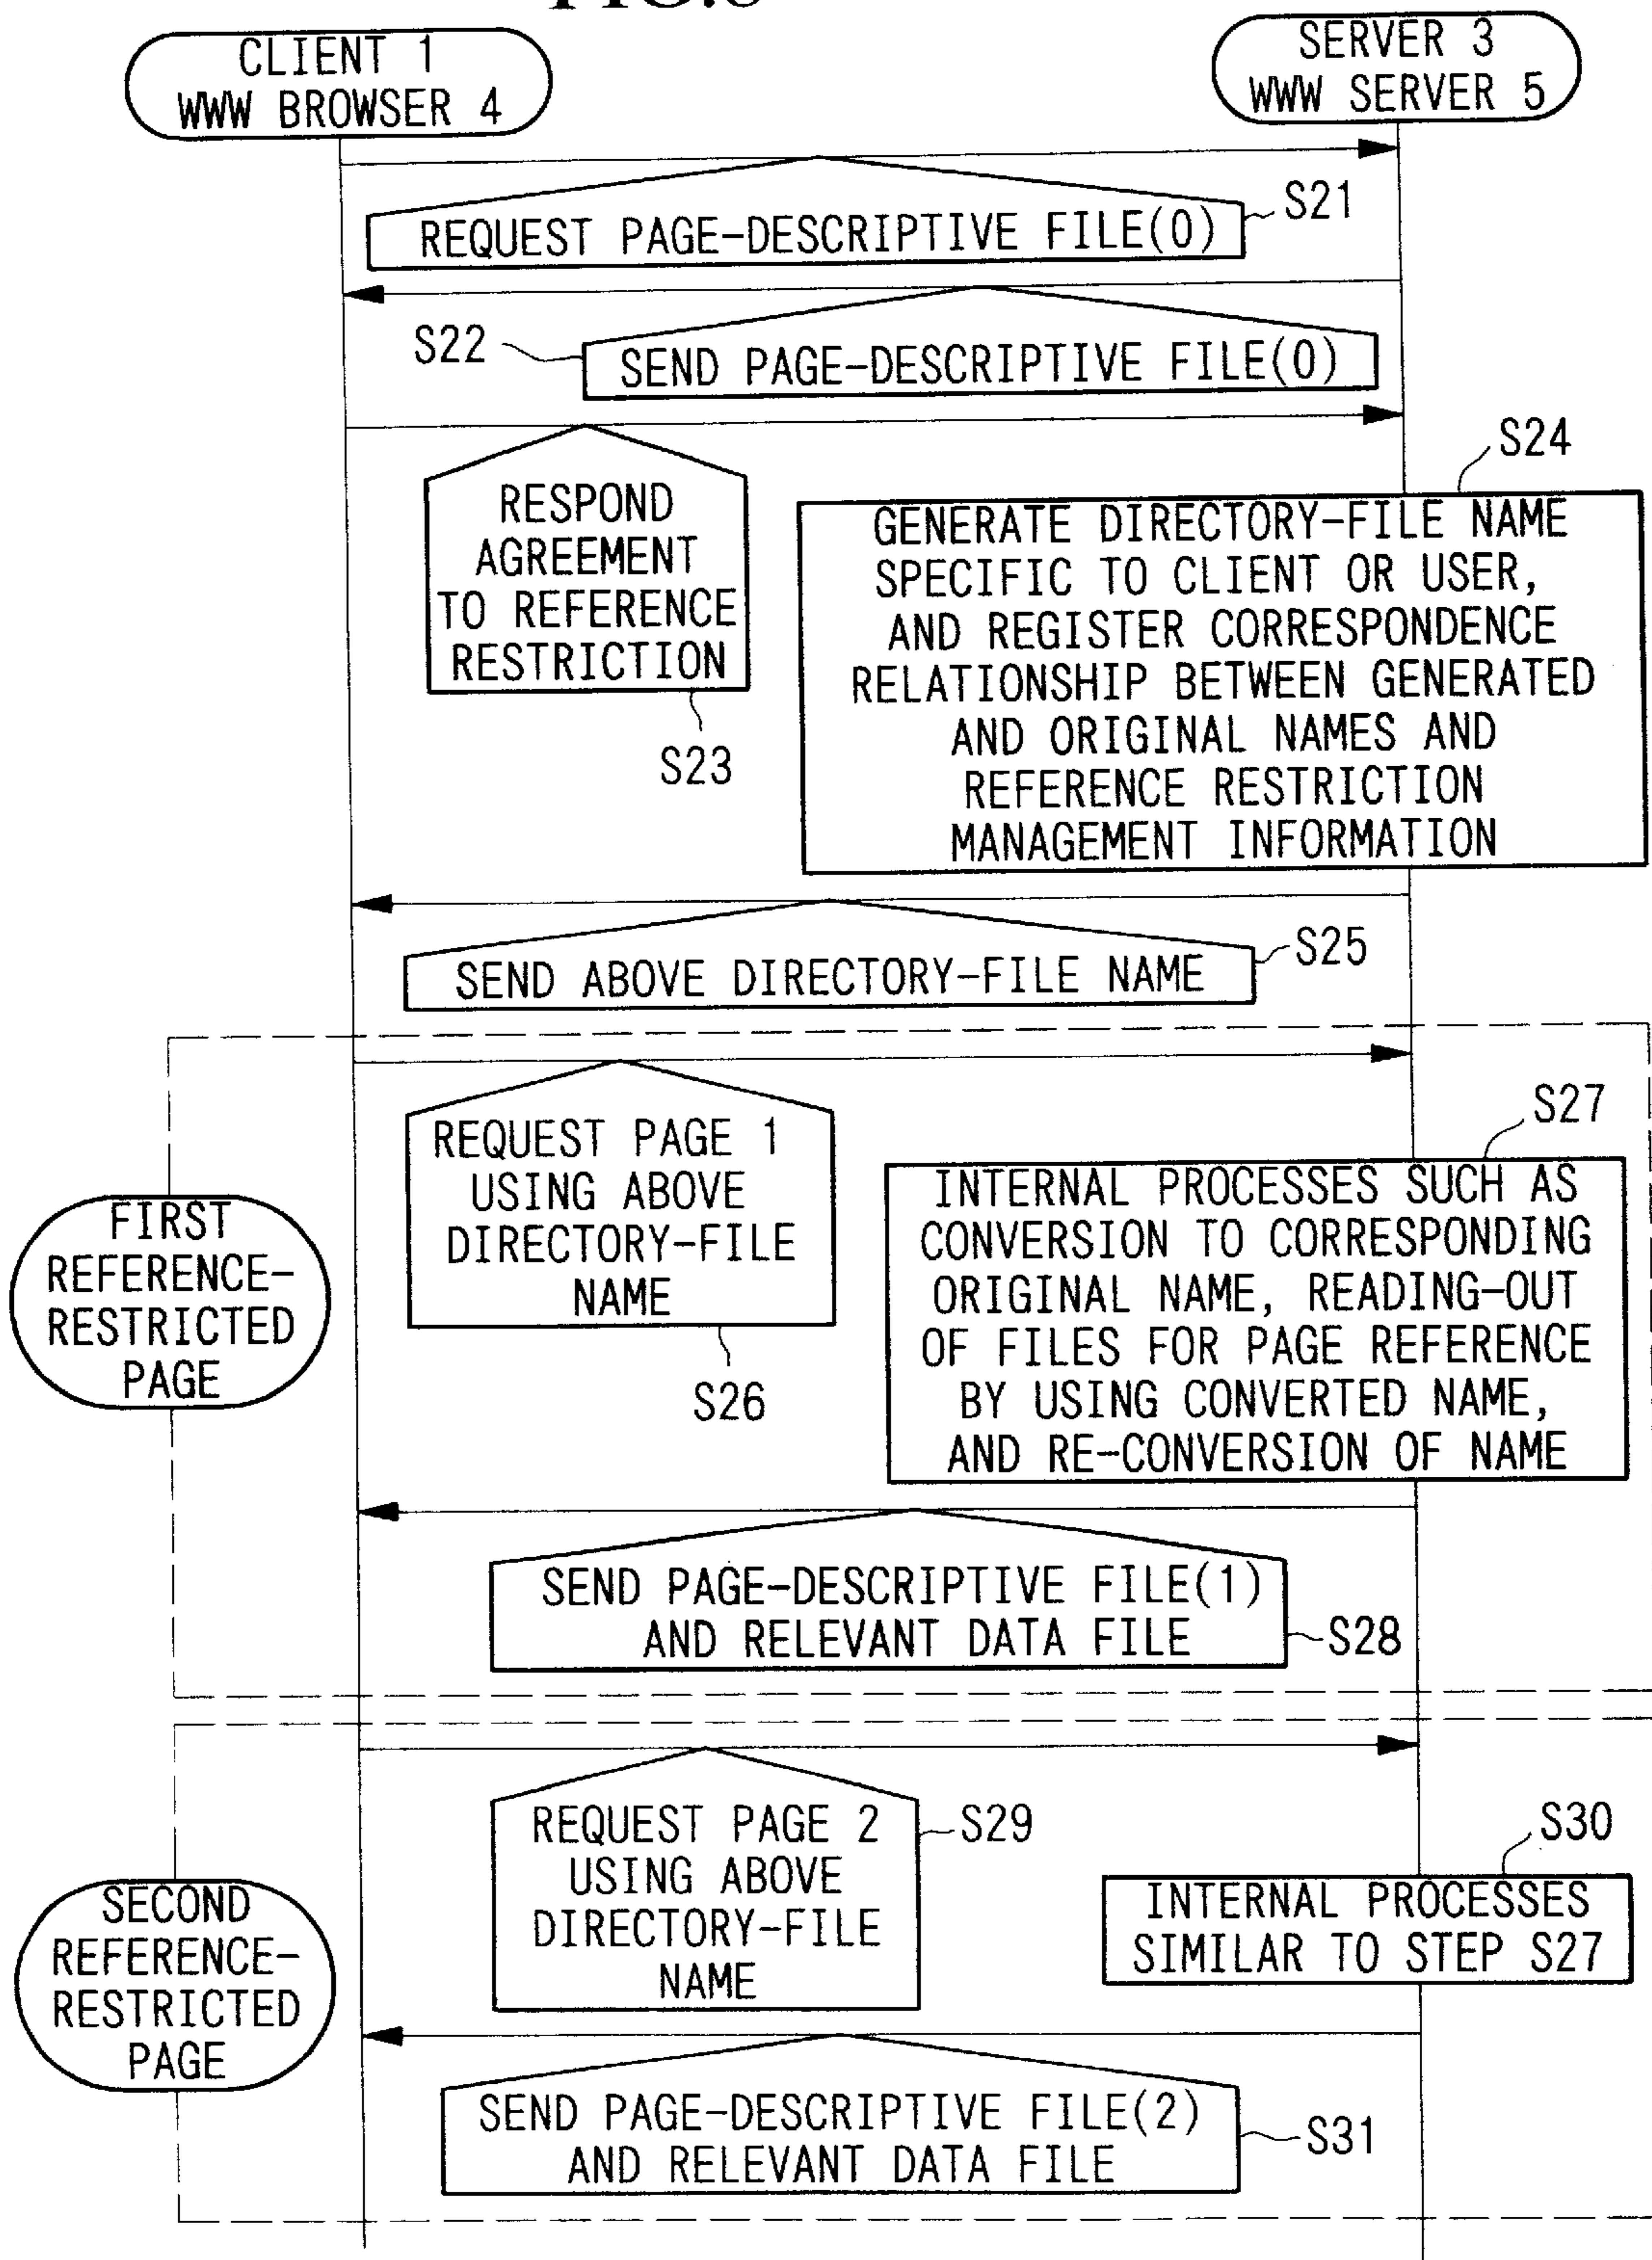 CLIENT 1
WWW BROWSER 4
SERVER 3
WWW SERVER 5
S21
REQUEST PAGE-DESCRIPTIVE FILE(0)
S22
SEND PAGE-DESCRIPTIVE FILE(0)
S23
RESPOND
AGREEMENT
TO REFERENCE
RESTRICTION
S24
GENERATE DIRECTORY-FILE NAME
SPECIFIC TO CLIENT OR USER,
AND REGISTER CORRESPONDENCE
RELATIONSHIP BETWEEN GENERATED
AND ORIGINAL NAMES AND
REFERENCE RESTRICTION
MANAGEMENT INFORMATION
S25
SEND ABOVE DIRECTORY-FILE NAME
FIRST
REFERENCE-
RESTRICTED
PAGE
REQUEST PAGE 1
USING ABOVE
DIRECTORY-FILE
NAME
S26
S27
INTERNAL PROCESSES SUCH AS
CONVERSION TO CORRESPONDING
ORIGINAL NAME, READING-OUT
OF FILES FOR PAGE REFERENCE
BY USING CONVERTED NAME,
AND RE-CONVERSION OF NAME
SEND PAGE-DESCRIPTIVE FILE(1)
AND RELEVANT DATA FILE
S28
SECOND
REFERENCE-
RESTRICTED
PAGE
REQUEST PAGE 2
USING ABOVE
DIRECTORY-FILE
NAME
S29
S30
INTERNAL PROCESSES
SIMILAR TO STEP S27
SEND PAGE-DESCRIPTIVE FILE(2)
AND RELEVANT DATA FILE
S31